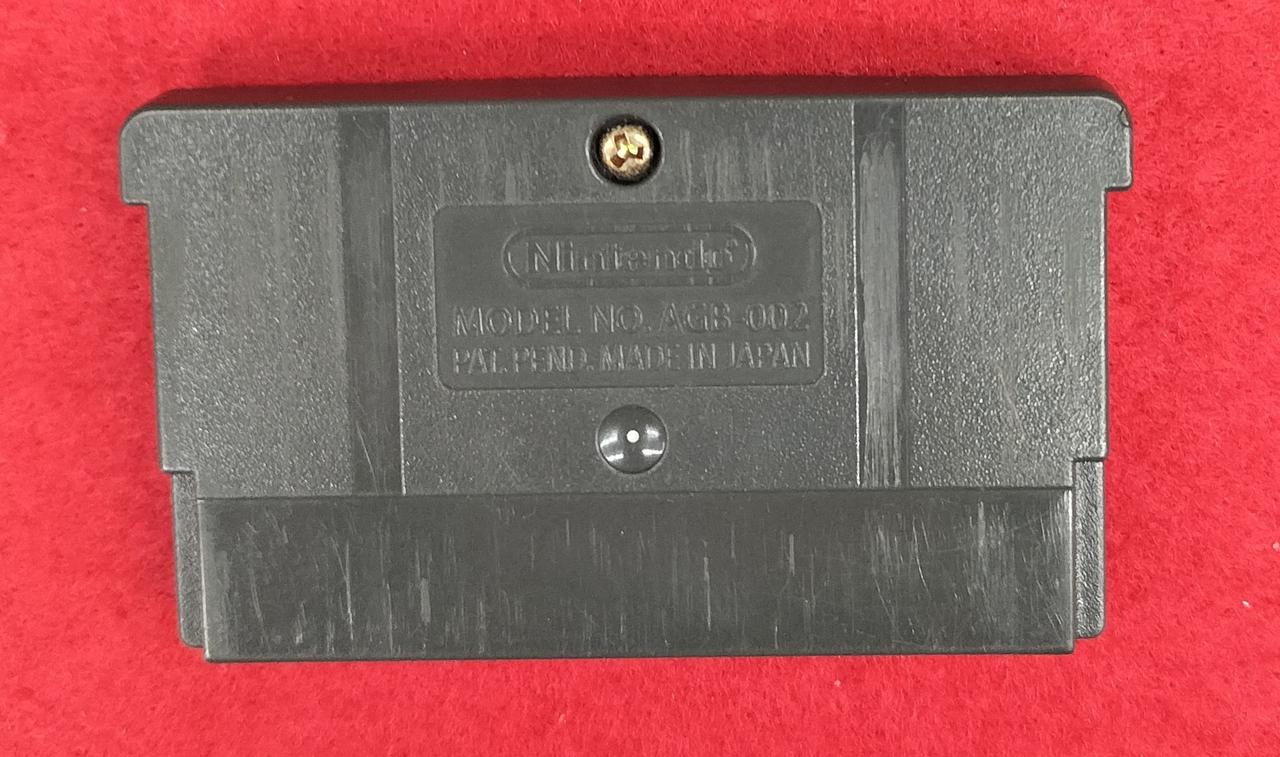 Nintendo®
MODEL NO. AGB-002
PAT. PEND. MADE IN JAPAN